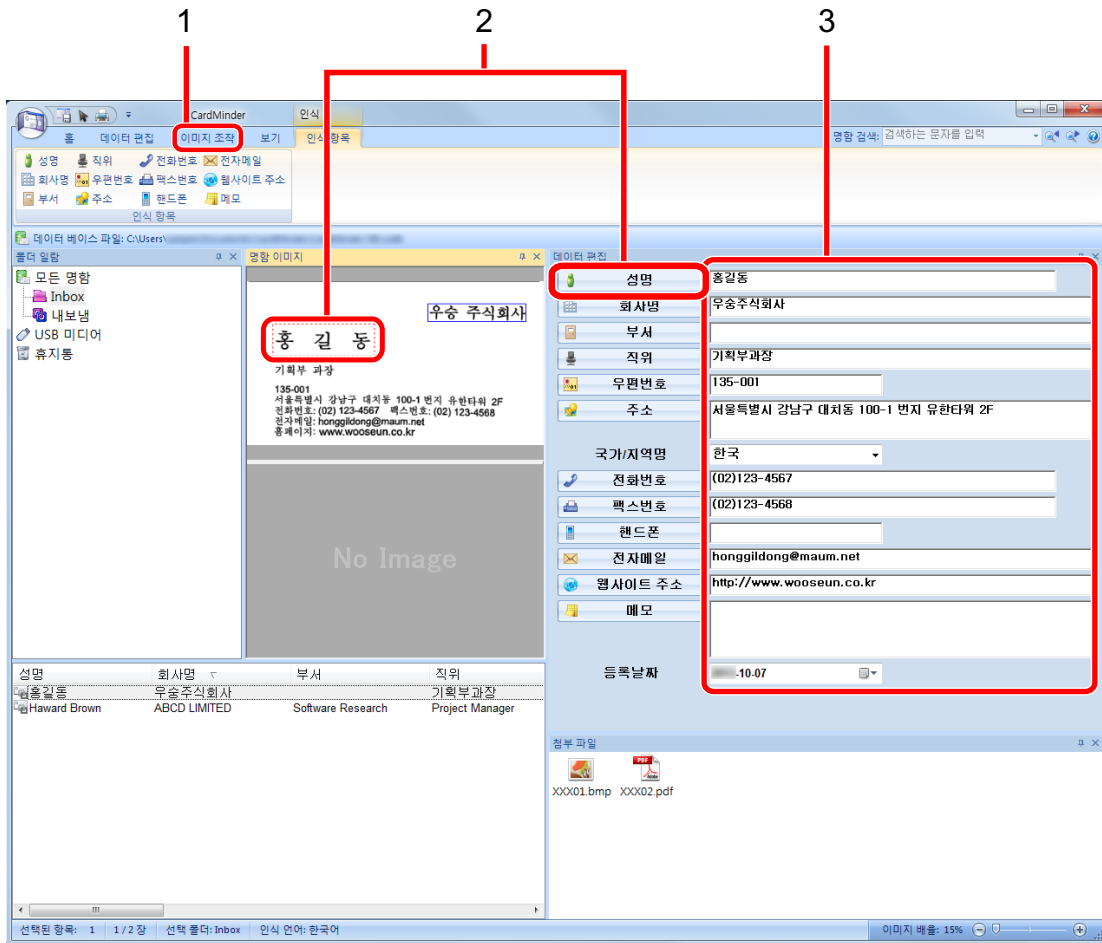 1 2 3
CardMinder 인식
홈 데이터 편집 이미지 조작 보기 인식 항목 명함 검색: 검색하는 문자를 입력
성명 직위 전화번호 전자메일
회사명 우편번호 팩스번호 웹사이트 주소
부서 주소 핸드폰 메모
인식 항목
데이터 베이스 파일: C:\Users\
폴더 일람
모든 명함
Inbox
내보냄
USB 미디어
휴지통
명함 이미지
우승 주식회사
홍 길 동
기획부 과장
135-001
서울특별시 강남구 대치동 100-1 번지 유한타워 2F
전화번호: (02) 123-4567 팩스번호: (02) 123-4568
전자메일: honggildong@maum.net
홈페이지: www.wooseun.co.kr
No Image
데이터 편집
성명 홍길동
회사명 우승주식회사
부서
직위 기획부과장
우편번호 135-001
주소 서울특별시 강남구 대치동 100-1 번지 유한타워 2F
국가/지역명 한국
전화번호 (02)123-4567
팩스번호 (02)123-4568
핸드폰
전자메일 honggildong@maum.net
웹사이트 주소 http://www.wooseun.co.kr
메모
등록날짜 -10-07
성명 회사명 부서 직위
홍길동 우승주식회사 기획부과장
Haward Brown ABCD LIMITED Software Research Project Manager
첨부 파일
PDF
Adobe
XXX01.bmp XXX02.pdf
선택된 항목: 1 1 / 2 장 선택 폴더: Inbox 인식 언어: 한국어 이미지 배율: 15%